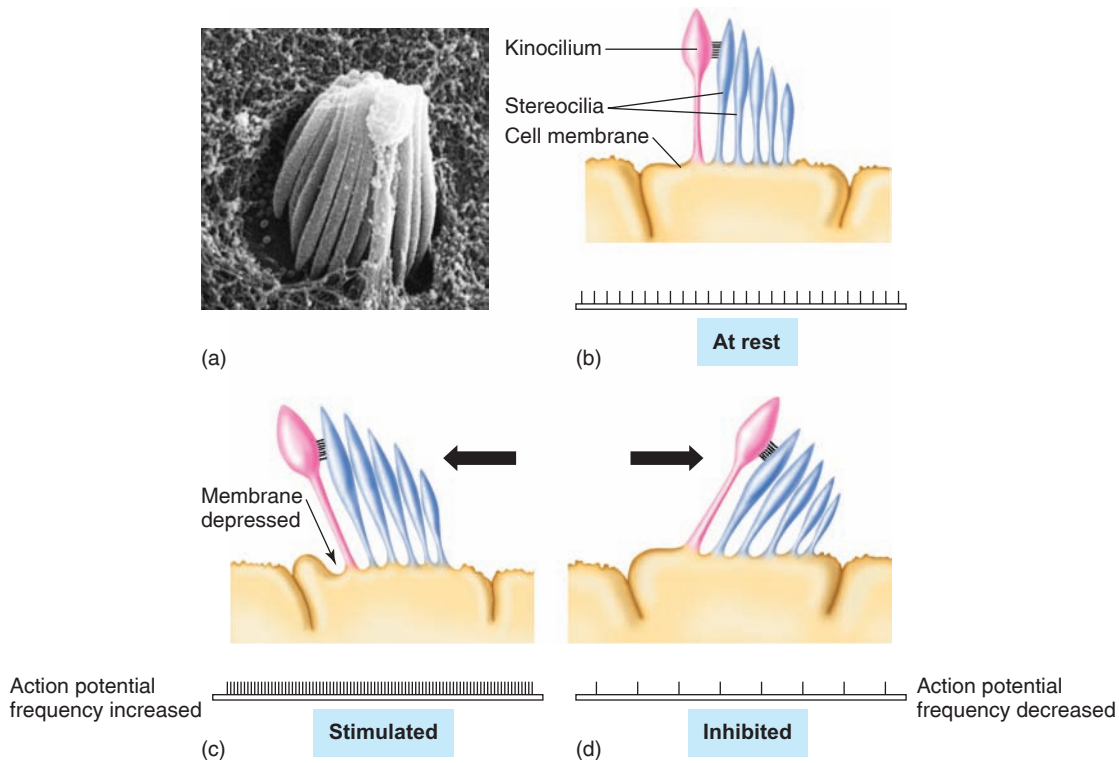 Kinocilium
Stereocilia
Cell membrane
At rest
(a)
(b)
Membrane
depressed
Action potential
frequency increased
Action potential
frequency decreased
Stimulated
Inhibited
(c)
(d)